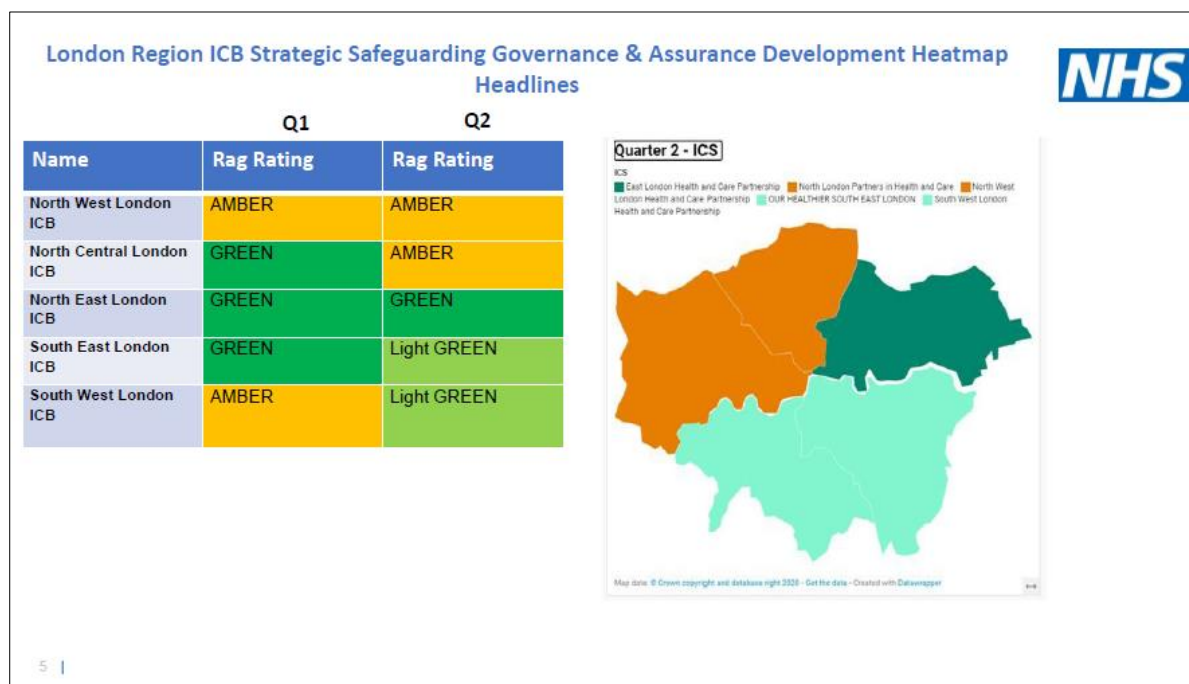 London Region ICB Strategic Safeguarding Governance & Assurance Development Heatmap
Headlines
NHS
Q1 Q2
Name Rag Rating Rag Rating
North West London
ICB
AMBER AMBER
North Central London
ICB
GREEN AMBER
North East London
ICB
GREEN GREEN
South East London
ICB
GREEN Light GREEN
South West London
ICB
AMBER Light GREEN
Quarter 2 - ICS
ICS
East London Health and Care Partnership North London Partners in Health and Care North West
London Health and Care Partnership OUR HEALTHIER SOUTH EAST LONDON South West London
Health and Care Partnership
Map data: © Crown copyright and database right 2020 - Get the data - Created with Datawrapper
5 |